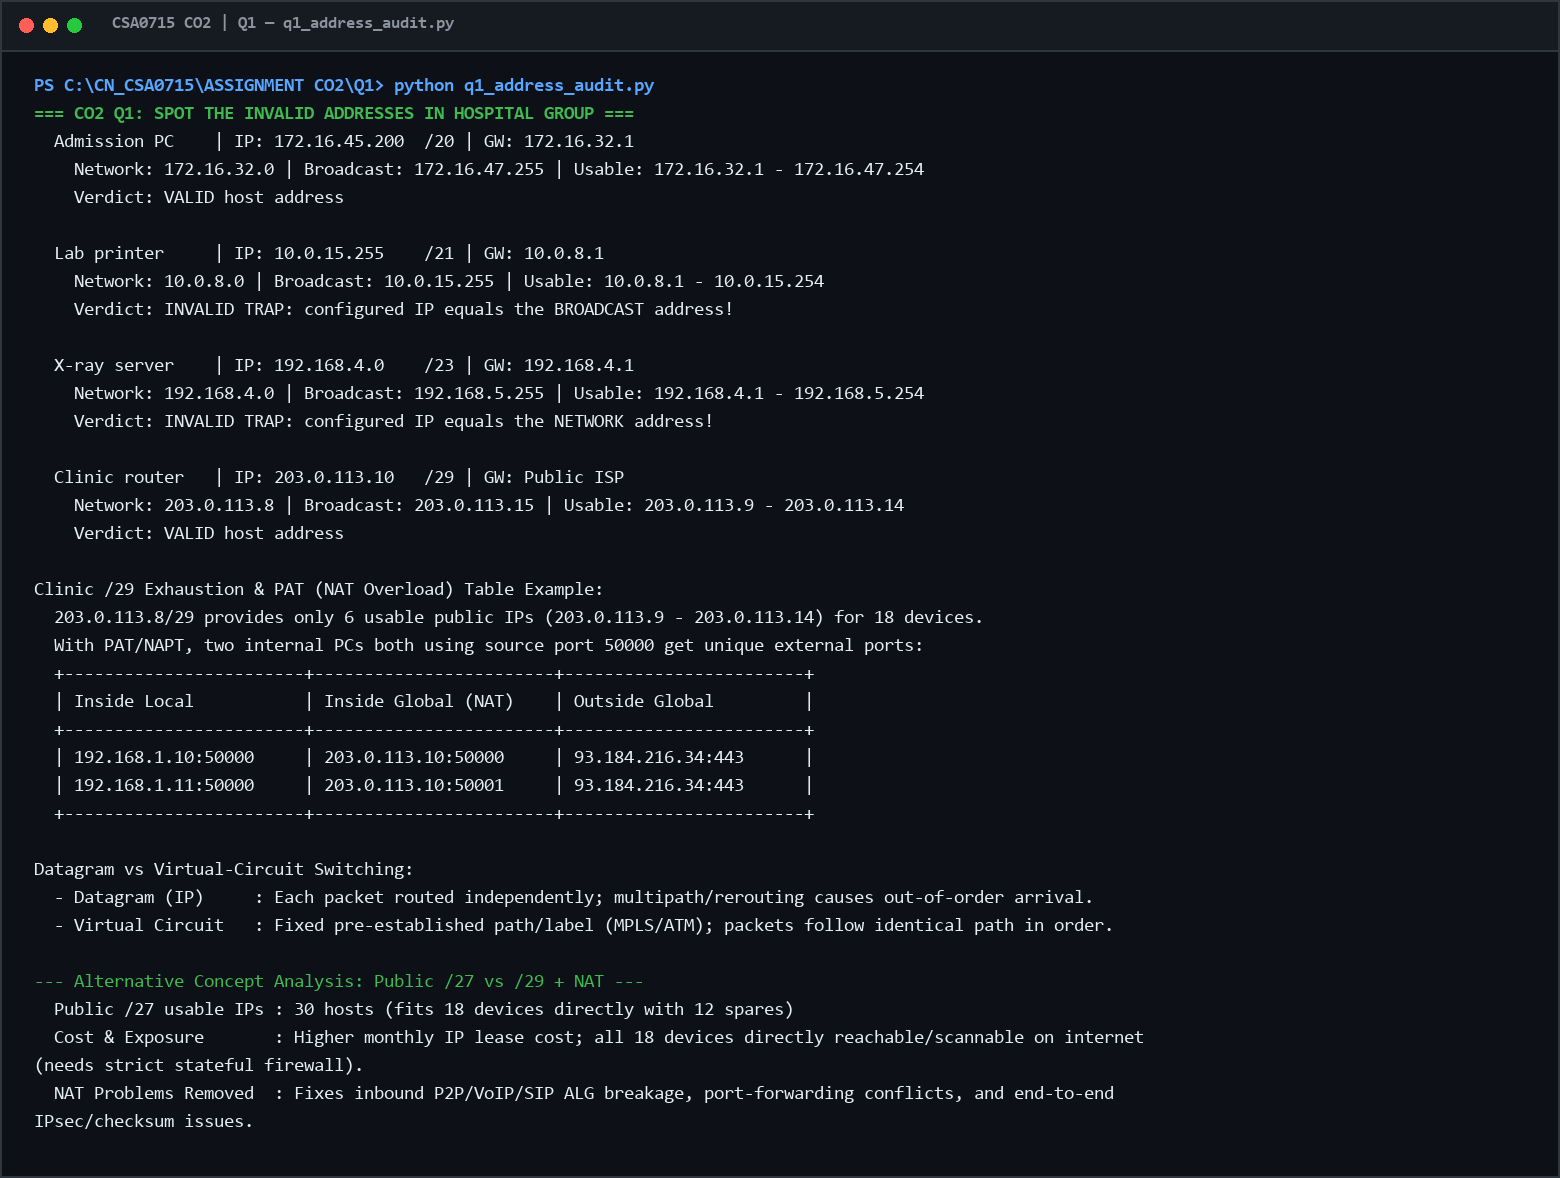 CSA0715 CO2 | Q1 — q1_address_audit.py
PS C:\CN_CSA0715\ASSIGNMENT CO2\Q1> python q1_address_audit.py
=== CO2 Q1: SPOT THE INVALID ADDRESSES IN HOSPITAL GROUP ===
  Admission PC    | IP: 172.16.45.200  /20 | GW: 172.16.32.1
    Network: 172.16.32.0 | Broadcast: 172.16.47.255 | Usable: 172.16.32.1 - 172.16.47.254
    Verdict: VALID host address

  Lab printer     | IP: 10.0.15.255    /21 | GW: 10.0.8.1
    Network: 10.0.8.0 | Broadcast: 10.0.15.255 | Usable: 10.0.8.1 - 10.0.15.254
    Verdict: INVALID TRAP: configured IP equals the BROADCAST address!

  X-ray server    | IP: 192.168.4.0    /23 | GW: 192.168.4.1
    Network: 192.168.4.0 | Broadcast: 192.168.5.255 | Usable: 192.168.4.1 - 192.168.5.254
    Verdict: INVALID TRAP: configured IP equals the NETWORK address!

  Clinic router   | IP: 203.0.113.10   /29 | GW: Public ISP
    Network: 203.0.113.8 | Broadcast: 203.0.113.15 | Usable: 203.0.113.9 - 203.0.113.14
    Verdict: VALID host address

Clinic /29 Exhaustion & PAT (NAT Overload) Table Example:
  203.0.113.8/29 provides only 6 usable public IPs (203.0.113.9 - 203.0.113.14) for 18 devices.
  With PAT/NAPT, two internal PCs both using source port 50000 get unique external ports:
  +------------------------+------------------------+------------------------+
  | Inside Local           | Inside Global (NAT)    | Outside Global         |
  +------------------------+------------------------+------------------------+
  | 192.168.1.10:50000     | 203.0.113.10:50000     | 93.184.216.34:443      |
  | 192.168.1.11:50000     | 203.0.113.10:50001     | 93.184.216.34:443      |
  +------------------------+------------------------+------------------------+

Datagram vs Virtual-Circuit Switching:
  - Datagram (IP)     : Each packet routed independently; multipath/rerouting causes out-of-order arrival.
  - Virtual Circuit   : Fixed pre-established path/label (MPLS/ATM); packets follow identical path in order.

--- Alternative Concept Analysis: Public /27 vs /29 + NAT ---
  Public /27 usable IPs : 30 hosts (fits 18 devices directly with 12 spares)
  Cost & Exposure       : Higher monthly IP lease cost; all 18 devices directly reachable/scannable on internet
(needs strict stateful firewall).
  NAT Problems Removed  : Fixes inbound P2P/VoIP/SIP ALG breakage, port-forwarding conflicts, and end-to-end
IPsec/checksum issues.